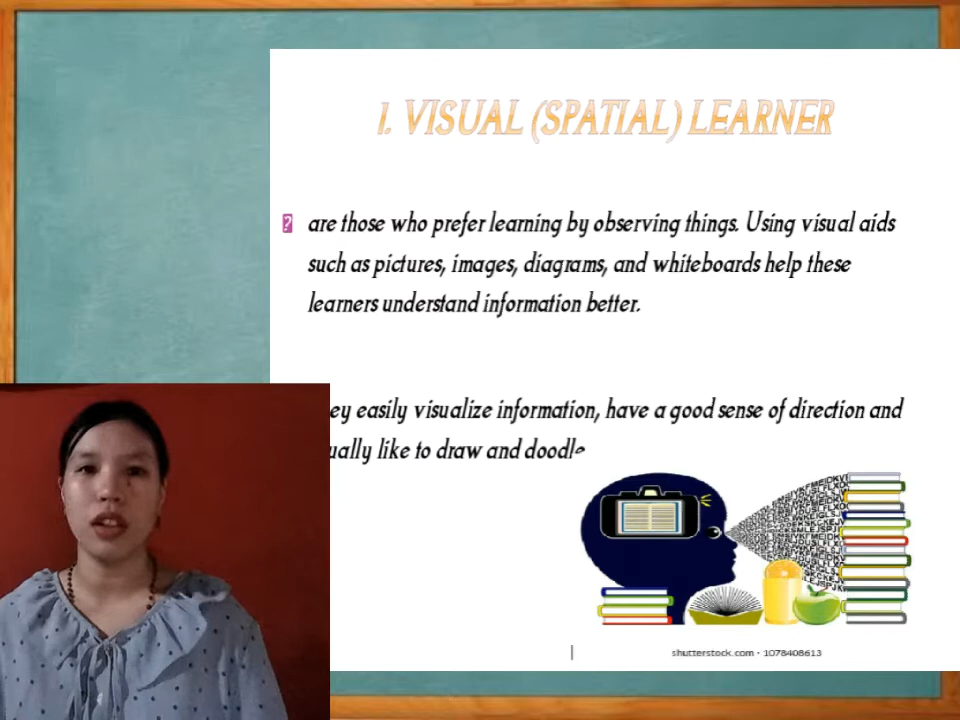 1. VISUAL (SPATIAL) LEARNER
? are those who prefer learning by observing things. Using visual aids
such as pictures, images, diagrams, and whiteboards help these
learners understand information better.
easily visualize information, have a good sense of direction and
like to draw and doodle
shutterstock.com • 1078408613